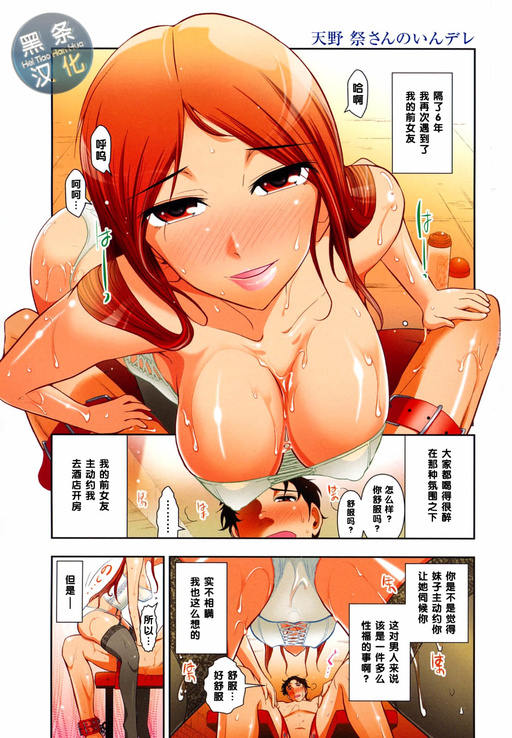 黑条
汉化
Hei Tiao Han Hua
天野 祭さんのいんデレ
隔了6年
我再次遇到了
我的前女友
哈啊
呼呜
呵呵…
は
は
大家都喝得很醉
在那种氛围之下
怎么样?
你舒服吗?
舒服吗?
………
我的前女友
主动约我
去酒店开房
你是不是觉得
妹子主动约你
让她伺候你
这对男人来说
该是一件多么
性福的事啊?
实不相瞒
我也这么想的
舒服…
好舒服
所以…
但是——